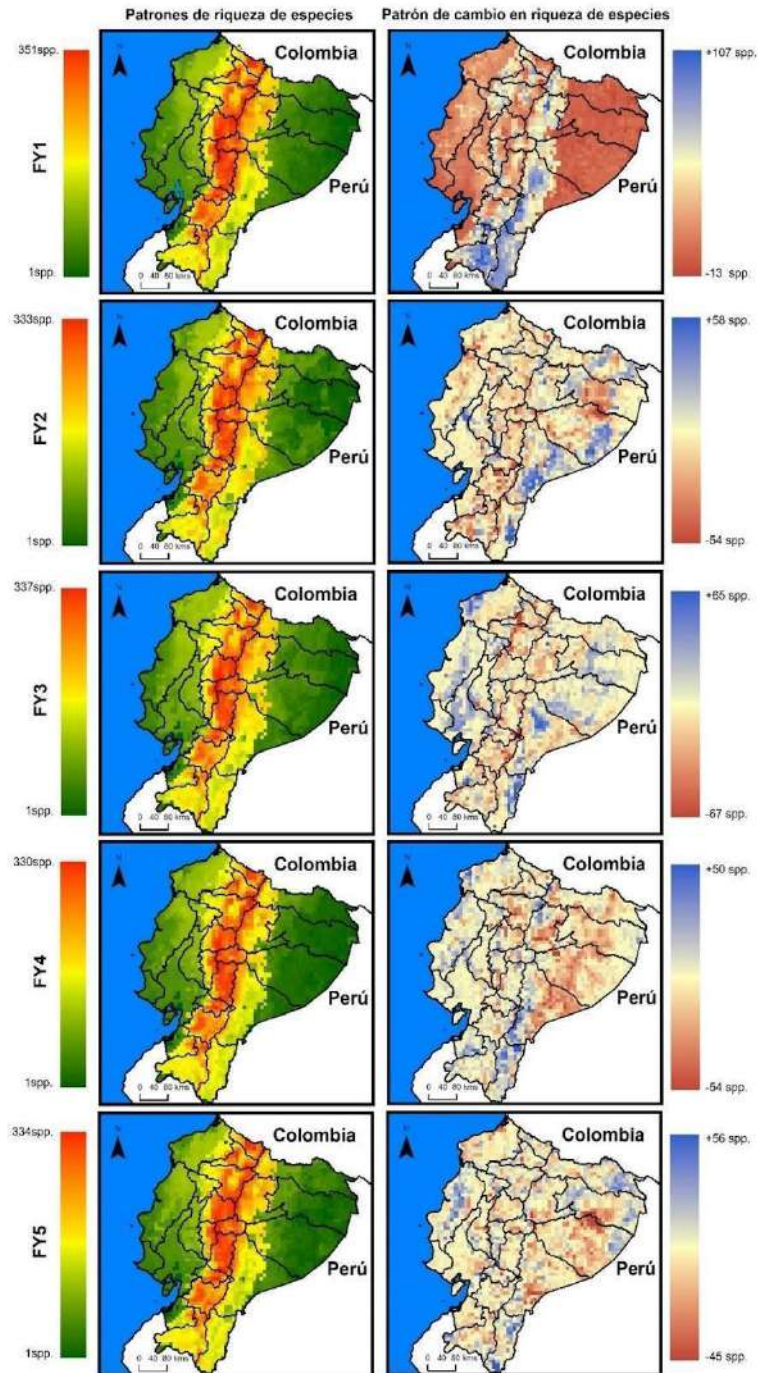 Patrones de riqueza de especies
Patrón de cambio en riqueza de especies
351spp.
FY1
1spp.
N
Colombia
Perú
0 40 80 kms
N
Colombia
Perú
0 40 80 kms
+107 spp.
-13 spp.
333spp.
FY2
1spp.
N
Colombia
Perú
0 40 80 kms
N
Colombia
Perú
0 40 80 kms
+58 spp.
-54 spp.
337spp.
FY3
1spp.
N
Colombia
Perú
0 40 80 kms
N
Colombia
Perú
0 40 80 kms
+65 spp.
-67 spp.
330spp.
FY4
1spp.
N
Colombia
Perú
0 40 80 kms
N
Colombia
Perú
0 40 80 kms
+50 spp.
-54 spp.
334spp.
FY5
1spp.
N
Colombia
Perú
0 40 80 kms
N
Colombia
Perú
0 40 80 kms
+56 spp.
-45 spp.